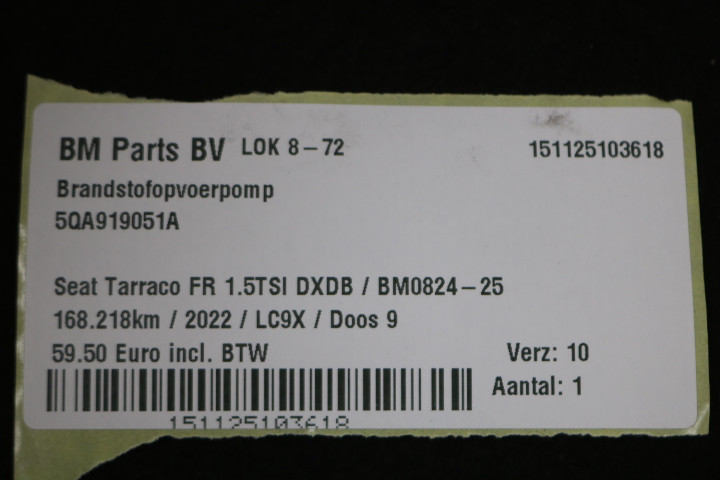 BM Parts BV LOK 8-72 151125103618
Brandstofopvoerpomp
5QA919051A
Seat Tarraco FR 1.5TSI DXDB / BM0824-25
168.218km / 2022 / LC9X / Doos 9
59.50 Euro incl. BTW Verz: 10
Aantal: 1
151125103618